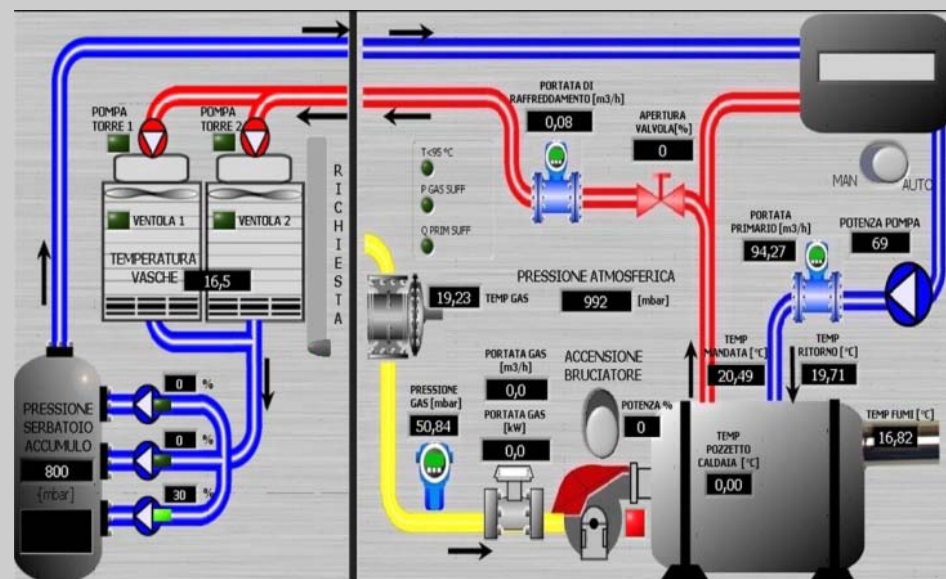 POMPA
TORRE 1
POMPA
TORRE 2
VENTOLA 1
VENTOLA 2
TEMPERATURA
VASCHE
16,5
RICHIESTA
T<95 °C
P GAS SUFF
Q PRIM SUFF
PORTATA DI
RAFFREDDAMENTO [m3/h]
0,08
APERTURA
VALVOLA[%]
0
MAN
AUTO
PORTATA
PRIMARIO [m3/h]
94,27
POTENZA POMPA
69
19,23
TEMP GAS
PRESSIONE ATMOSFERICA
992
[mbar]
PRESSIONE
SERBATOIO
ACCUMULO
800
[mbar]
0 %
0 %
30 %
PRESSIONE
GAS [mbar]
50,84
PORTATA GAS
[m3/h]
0,0
PORTATA GAS
[kW]
0,0
ACCENSIONE
BRUCIATORE
POTENZA %
0
TEMP
MANDATA [°C]
20,49
TEMP
RITORNO [°C]
19,71
TEMP
POZZETTO
CALDAIA [°C]
0,00
TEMP FUMI [°C]
16,82